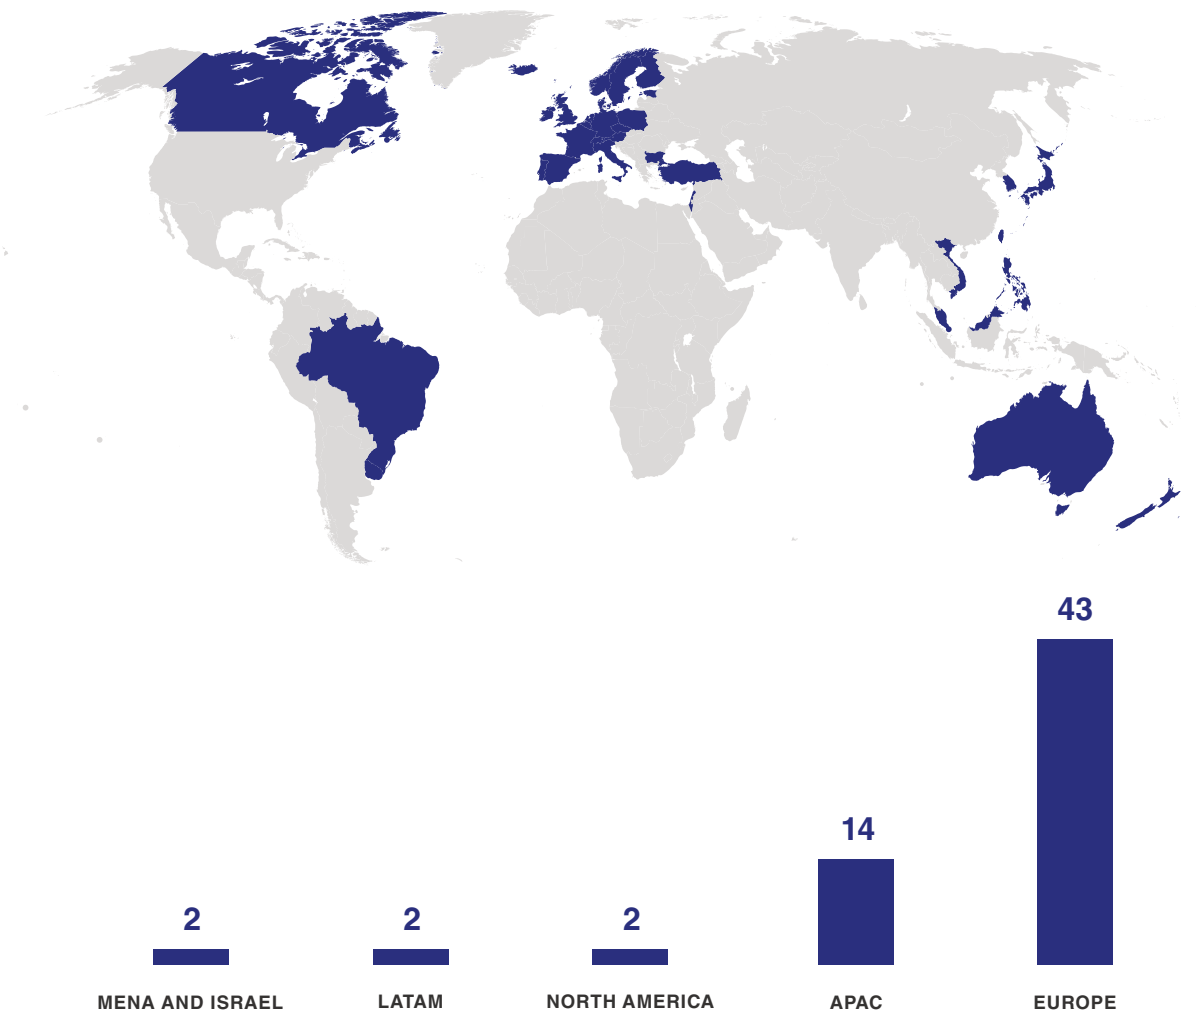 43
14
2
2
2
MENA AND ISRAEL
LATAM
NORTH AMERICA
APAC
EUROPE